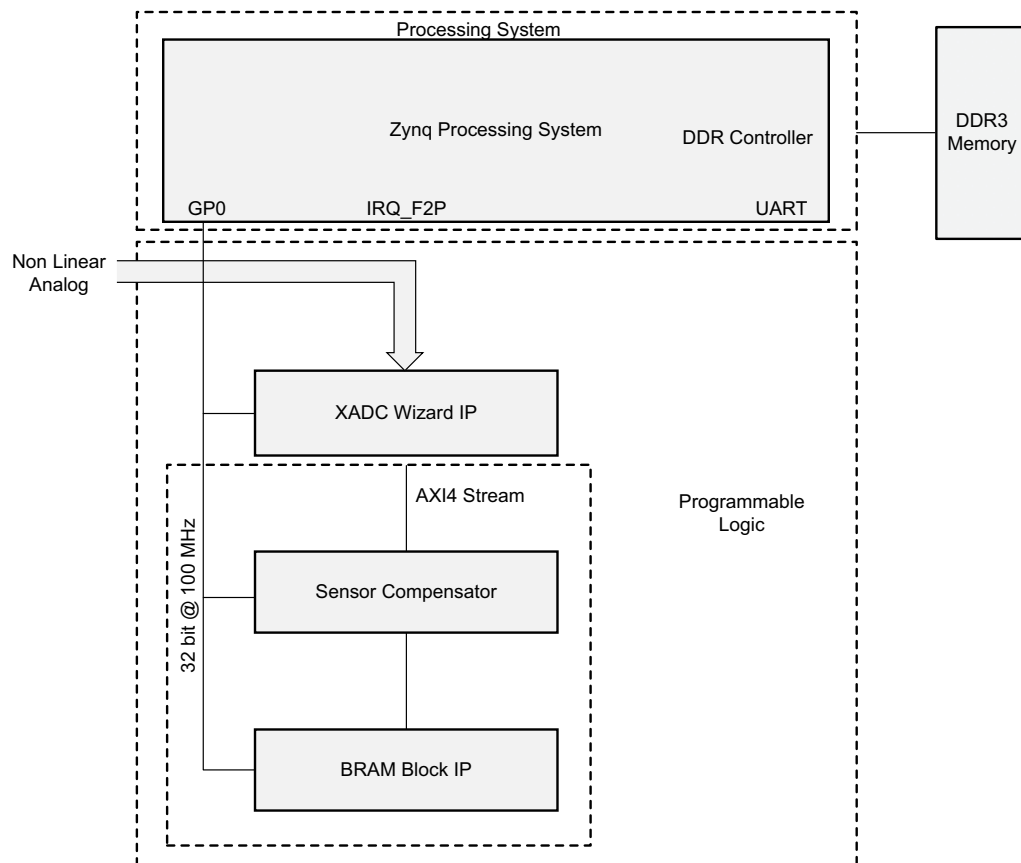 Processing System
Zynq Processing System
DDR Controller
GP0
IRQ_F2P
UART
DDR3
Memory
Non Linear
Analog
XADC Wizard IP
AXI4 Stream
Programmable
Logic
32 bit @ 100 MHz
Sensor Compensator
BRAM Block IP